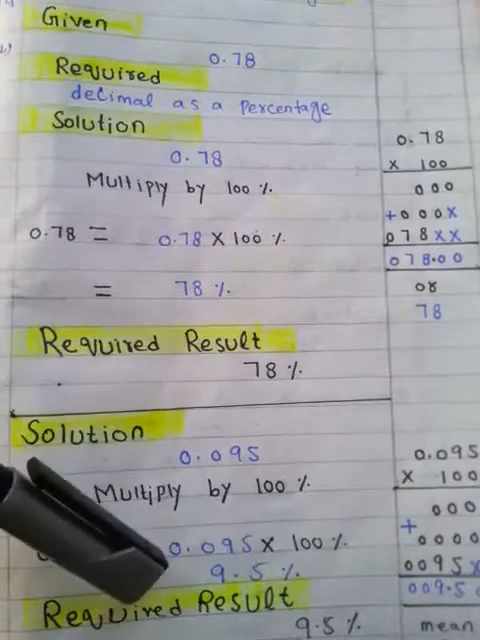 Given
0.78
Required
decimal as a percentage
Solution
0.78
Multiply by 100 %
0.78 = 0.78 X 100 %
= 78 %
Required Result
78 %
0.78
x 100
000
+000x
078xx
078.00
or
78
Solution
0.095
Multiply by 100 %
0.095 x 100 %
9.5 %
Required Result
9.5 %
0.095
x 100
000
+
0000
0095x
009.5
mean